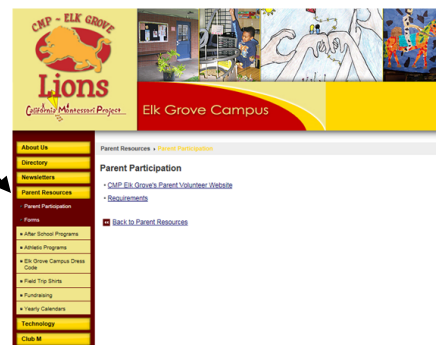 CMP - ELK GROVE
Lions
California Montessori Project
Elk Grove Campus
About Us
Directory
Newsletters
Parent Resources
Parent Participation
Forms
After School Programs
Athletic Programs
Elk Grove Campus Dress
Code
Field Trip Shirts
Fundraising
Yearly Calendars
Technology
Club M
Parent Resources › Parent Participation
Parent Participation
CMP Elk Grove's Parent Volunteer Website
Requirements
Back to Parent Resources